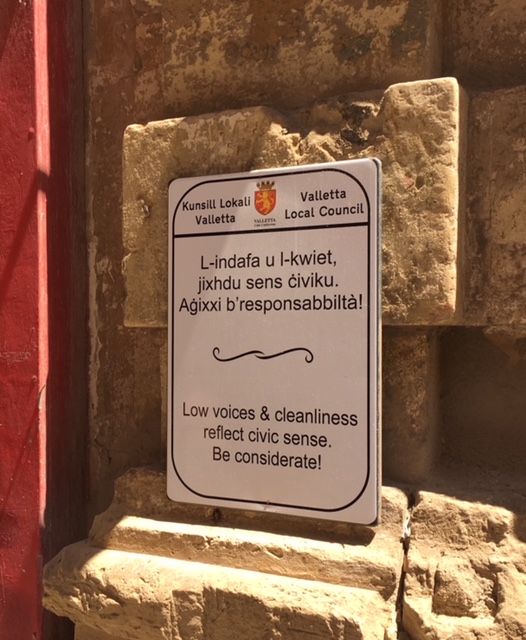 Kunsill Lokali
Valletta
VALLETTA
Valletta
Local Council
L-indafa u l-kwiet,
jixhdu sens ċiviku.
Aġixxi b'responsabbiltà!
Low voices & cleanliness
reflect civic sense.
Be considerate!